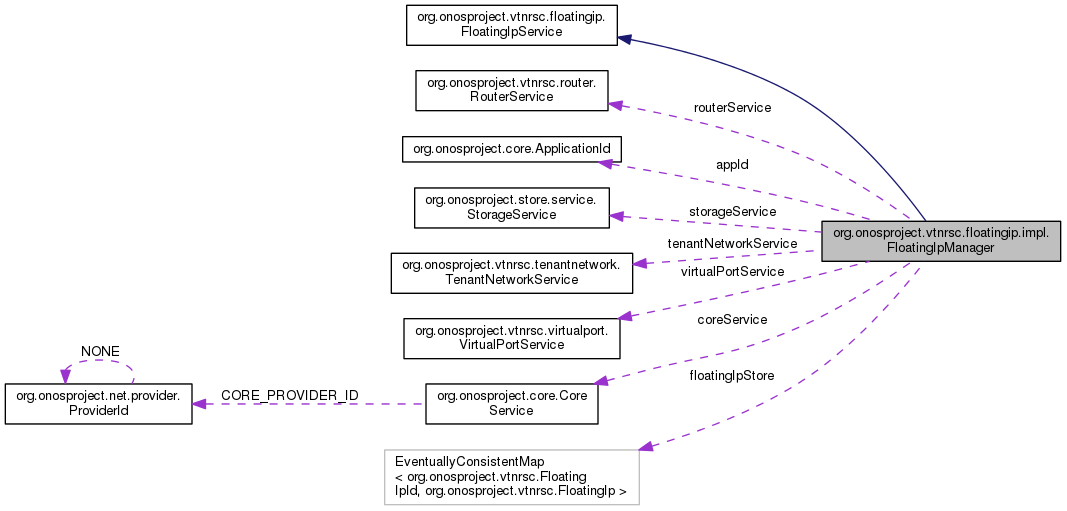 org.onosproject.vtnrsc.floatingip.
FloatingIpService
org.onosproject.vtnrsc.router.
RouterService
routerService
org.onosproject.core.ApplicationId
appId
org.onosproject.store.service.
StorageService
storageService
org.onosproject.vtnrsc.floatingip.impl.
FloatingIpManager
tenantNetworkService
org.onosproject.vtnrsc.tenantnetwork.
TenantNetworkService
virtualPortService
org.onosproject.vtnrsc.virtualport.
VirtualPortService
coreService
NONE
floatingIpStore
org.onosproject.net.provider.
ProviderId
CORE_PROVIDER_ID
org.onosproject.core.Core
Service
EventuallyConsistentMap
< org.onosproject.vtnrsc.Floating
IpId, org.onosproject.vtnrsc.FloatingIp >